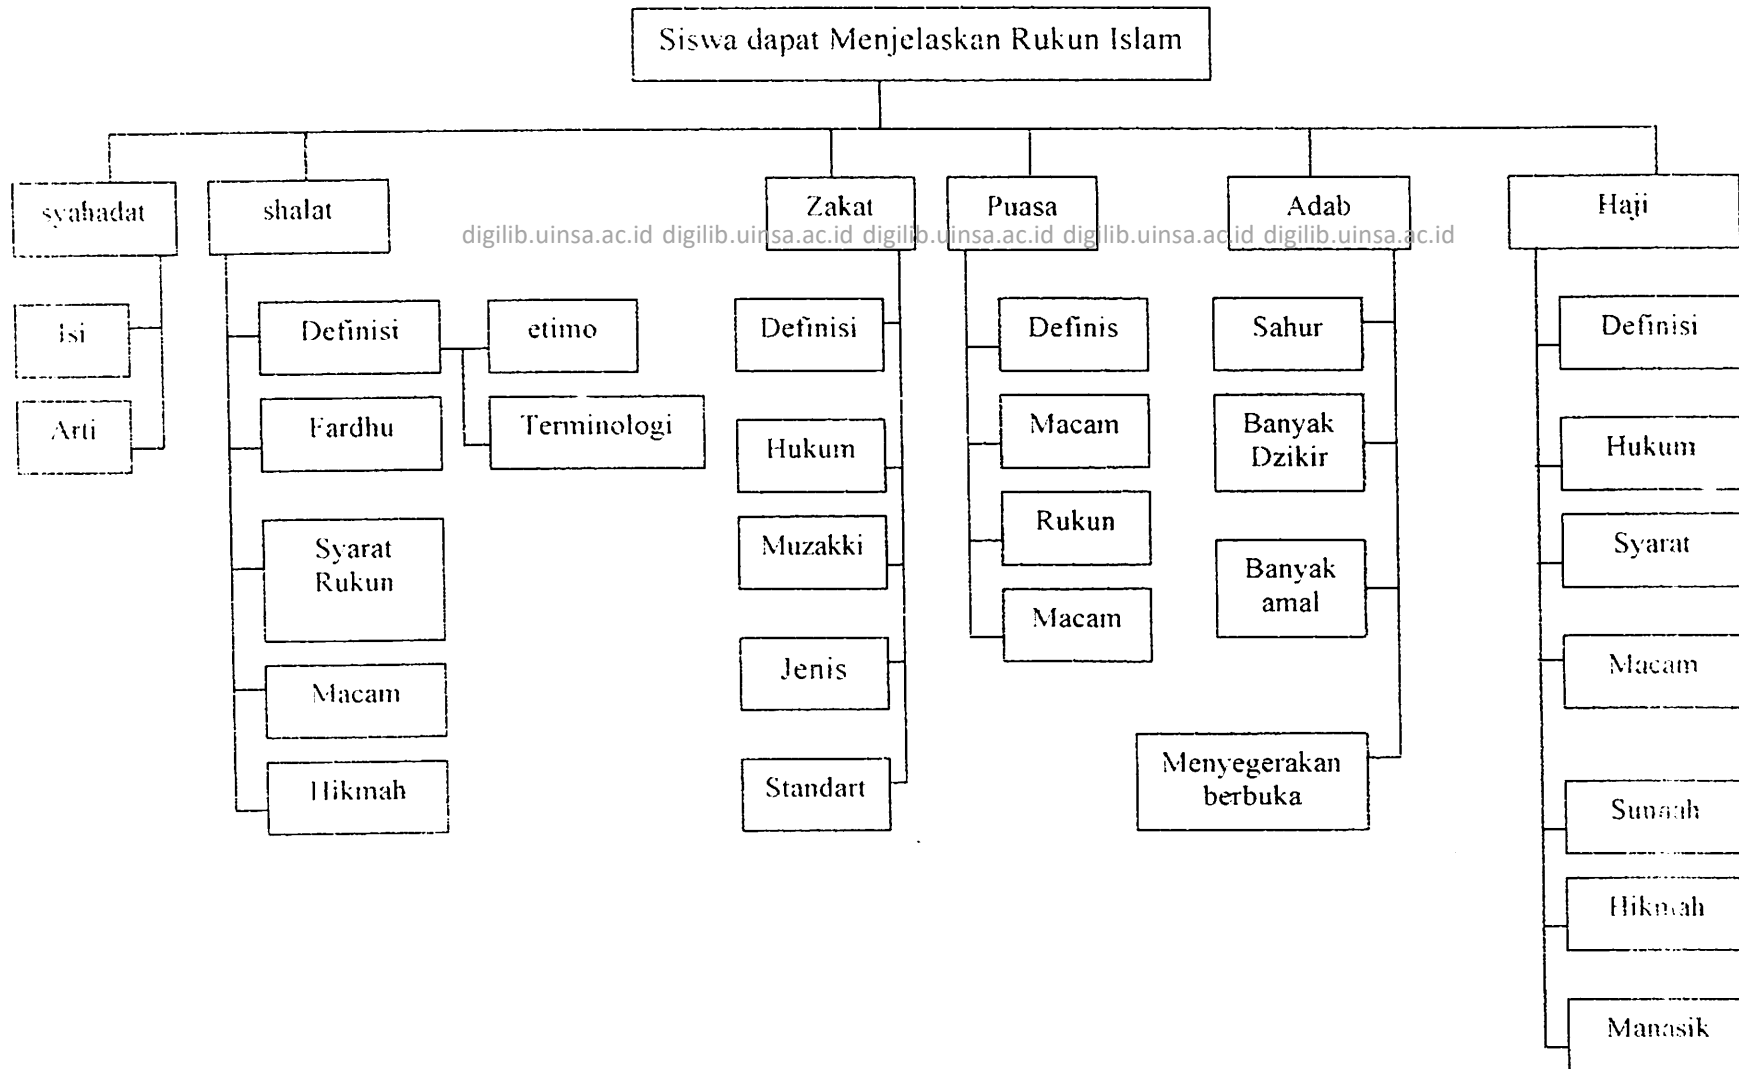 Siswa dapat Menjelaskan Rukun Islam
syahadat
shalat
Zakat
Puasa
Adab
Haji
digilib.uinsa.ac.id digilib.uinsa.ac.id digilib.uinsa.ac.id digilib.uinsa.ac.id digilib.uinsa.ac.id
Isi
Arti
Definisi
etimo
Terminologi
Fardhu
Syarat
Rukun
Macam
Hikmah
Definisi
Hukum
Muzakki
Jenis
Standart
Definis
Macam
Rukun
Macam
Sahur
Banyak
Dzikir
Banyak
amal
Menyegerakan
berbuka
Definisi
Hukum
Syarat
Macam
Sunnah
Hikmah
Manasik